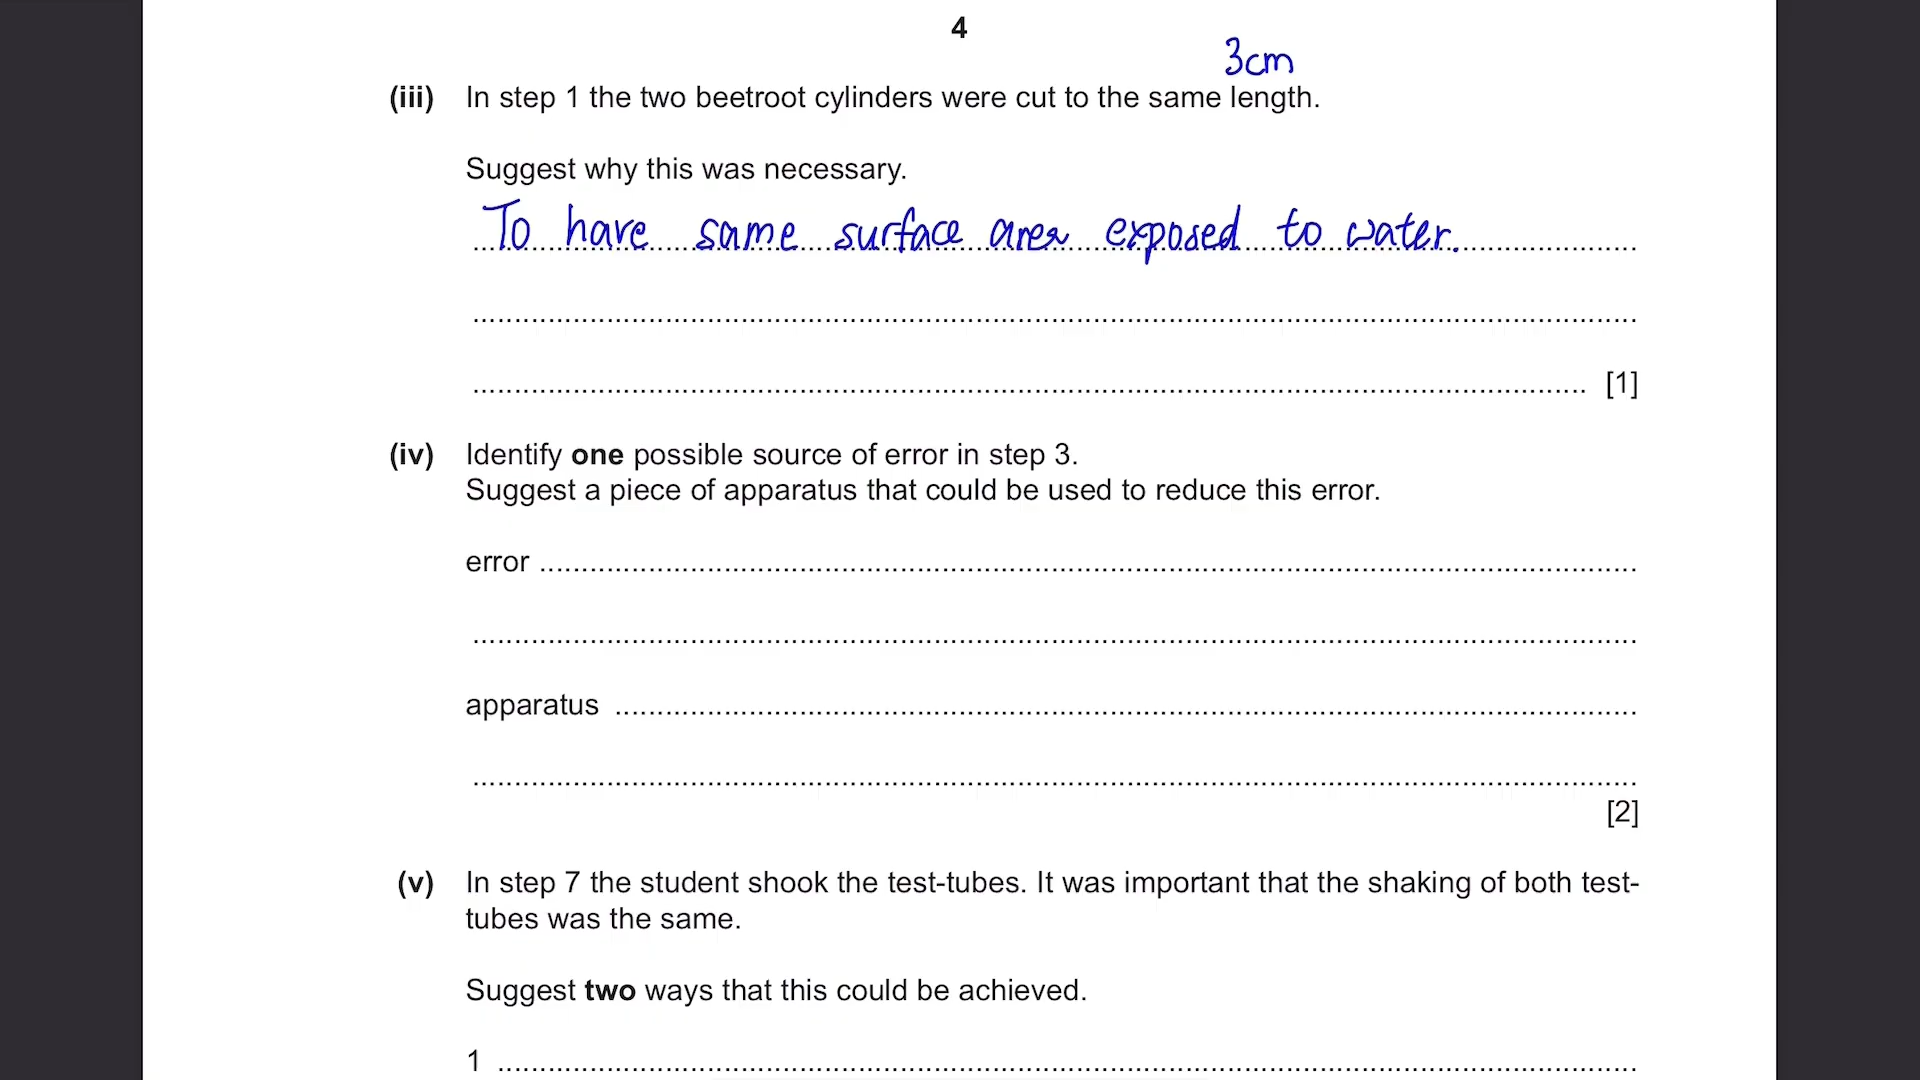 4
3cm
(iii) In step 1 the two beetroot cylinders were cut to the same length.
Suggest why this was necessary.
To have same surface area exposed to water.
[1]
(iv) Identify one possible source of error in step 3.
Suggest a piece of apparatus that could be used to reduce this error.
error
apparatus
[2]
(v) In step 7 the student shook the test-tubes. It was important that the shaking of both test-
tubes was the same.
Suggest two ways that this could be achieved.
1